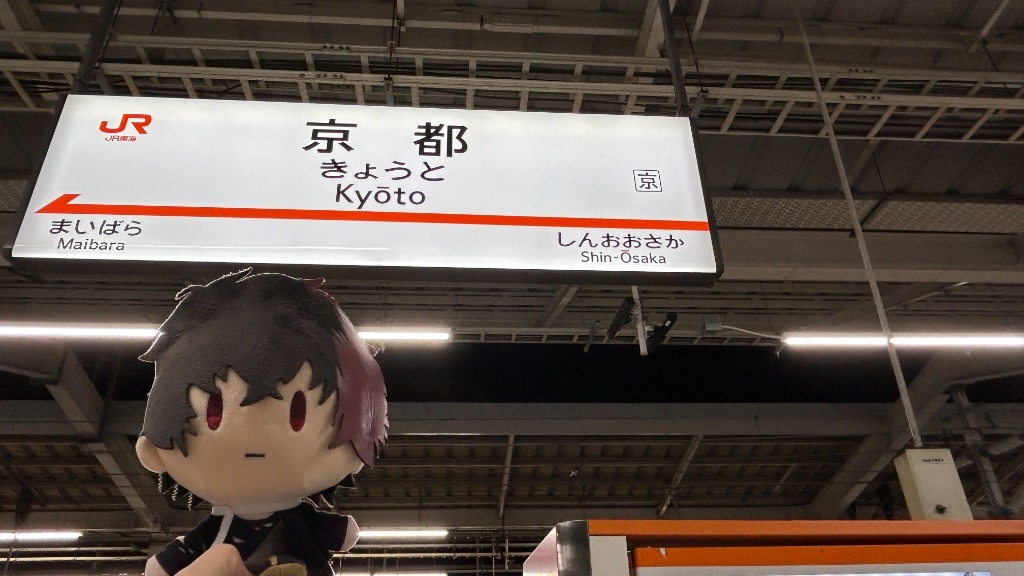 JR
JR東海
京都
きょうと
Kyōto
京
まいばら
Maibara
しんおおさか
Shin-Ōsaka